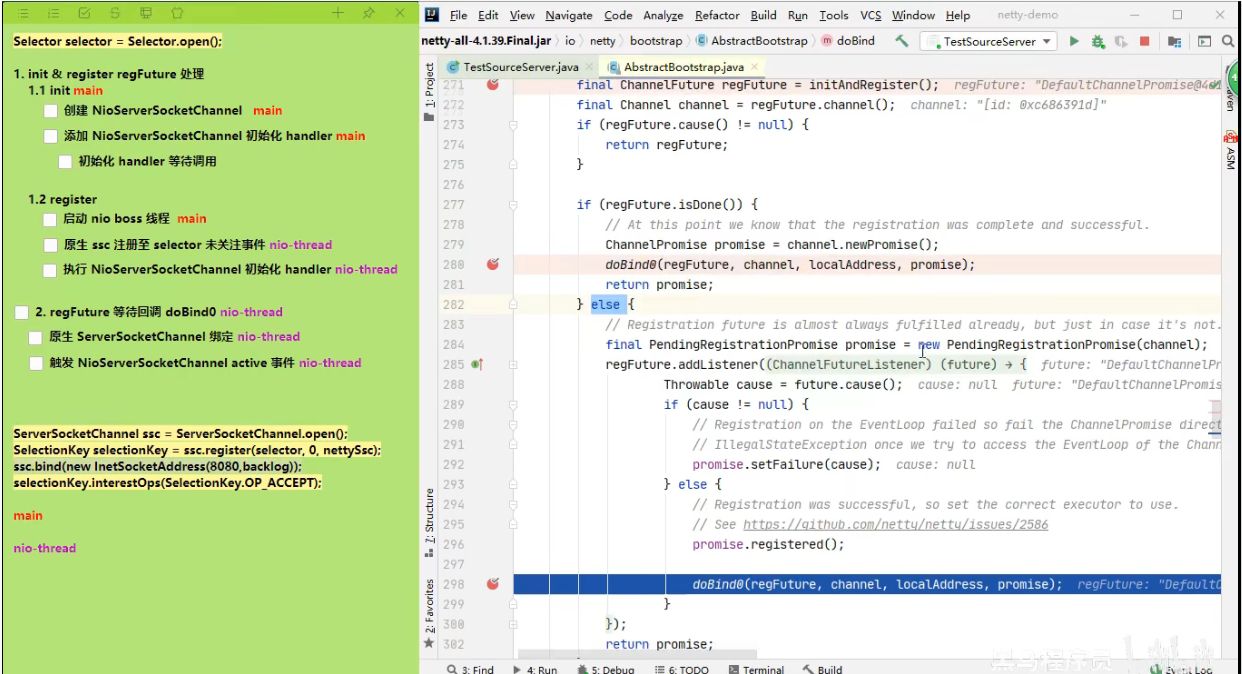 Selector selector = Selector.open();
1. init & register regFuture 处理
1.1 init main
创建 NioServerSocketChannel main
添加 NioServerSocketChannel 初始化 handler main
初始化 handler 等待调用
1.2 register
启动 nio boss 线程 main
原生 ssc 注册至 selector 未关注事件 nio-thread
执行 NioServerSocketChannel 初始化 handler nio-thread
2. regFuture 等待回调 doBind0 nio-thread
原生 ServerSocketChannel 绑定 nio-thread
触发 NioServerSocketChannel active 事件 nio-thread
ServerSocketChannel ssc = ServerSocketChannel.open();
SelectionKey selectionKey = ssc.register(selector, 0, nettySsc);
ssc.bind(new InetSocketAddress(8080,backlog));
selectionKey.interestOps(SelectionKey.OP_ACCEPT);
main
nio-thread
File Edit View Navigate Code Analyze Refactor Build Run Tools VCS Window Help netty-demo
netty-all-4.1.39.Final.jar io netty bootstrap AbstractBootstrap doBind TestSourceServer
TestSourceServer.java AbstractBootstrap.java
1: Project
271 final ChannelFuture regFuture = initAndRegister(); regFuture: "DefaultChannelPromise@4d
272 final Channel channel = regFuture.channel(); channel: "[id: 0xc686391d]"
273 if (regFuture.cause() != null) {
274 return regFuture;
275 }
276
277 if (regFuture.isDone()) {
278 // At this point we know that the registration was complete and successful.
279 ChannelPromise promise = channel.newPromise();
280 doBind0(regFuture, channel, localAddress, promise);
281 return promise;
282 } else {
283 // Registration future is almost always fulfilled already, but just in case it's not.
284 final PendingRegistrationPromise promise = new PendingRegistrationPromise(channel);
285 regFuture.addListener((ChannelFutureListener) (future) → { future: "DefaultChannelPr
288 Throwable cause = future.cause(); cause: null future: "DefaultChannelPromis
289 if (cause != null) {
290 // Registration on the EventLoop failed so fail the ChannelPromise direct
291 // IllegalStateException once we try to access the EventLoop of the Chann
292 promise.setFailure(cause); cause: null
293 } else {
294 // Registration was successful, so set the correct executor to use.
295 // See https://github.com/netty/netty/issues/2586
296 promise.registered();
297
298 doBind0(regFuture, channel, localAddress, promise); regFuture: "DefaultC
299 }
300 });
302 return promise;
7: Structure
2: Favorites
Maven
ASM
3: Find 4: Run 5: Debug 6: TODO Terminal Build Event Log
黑马程序员